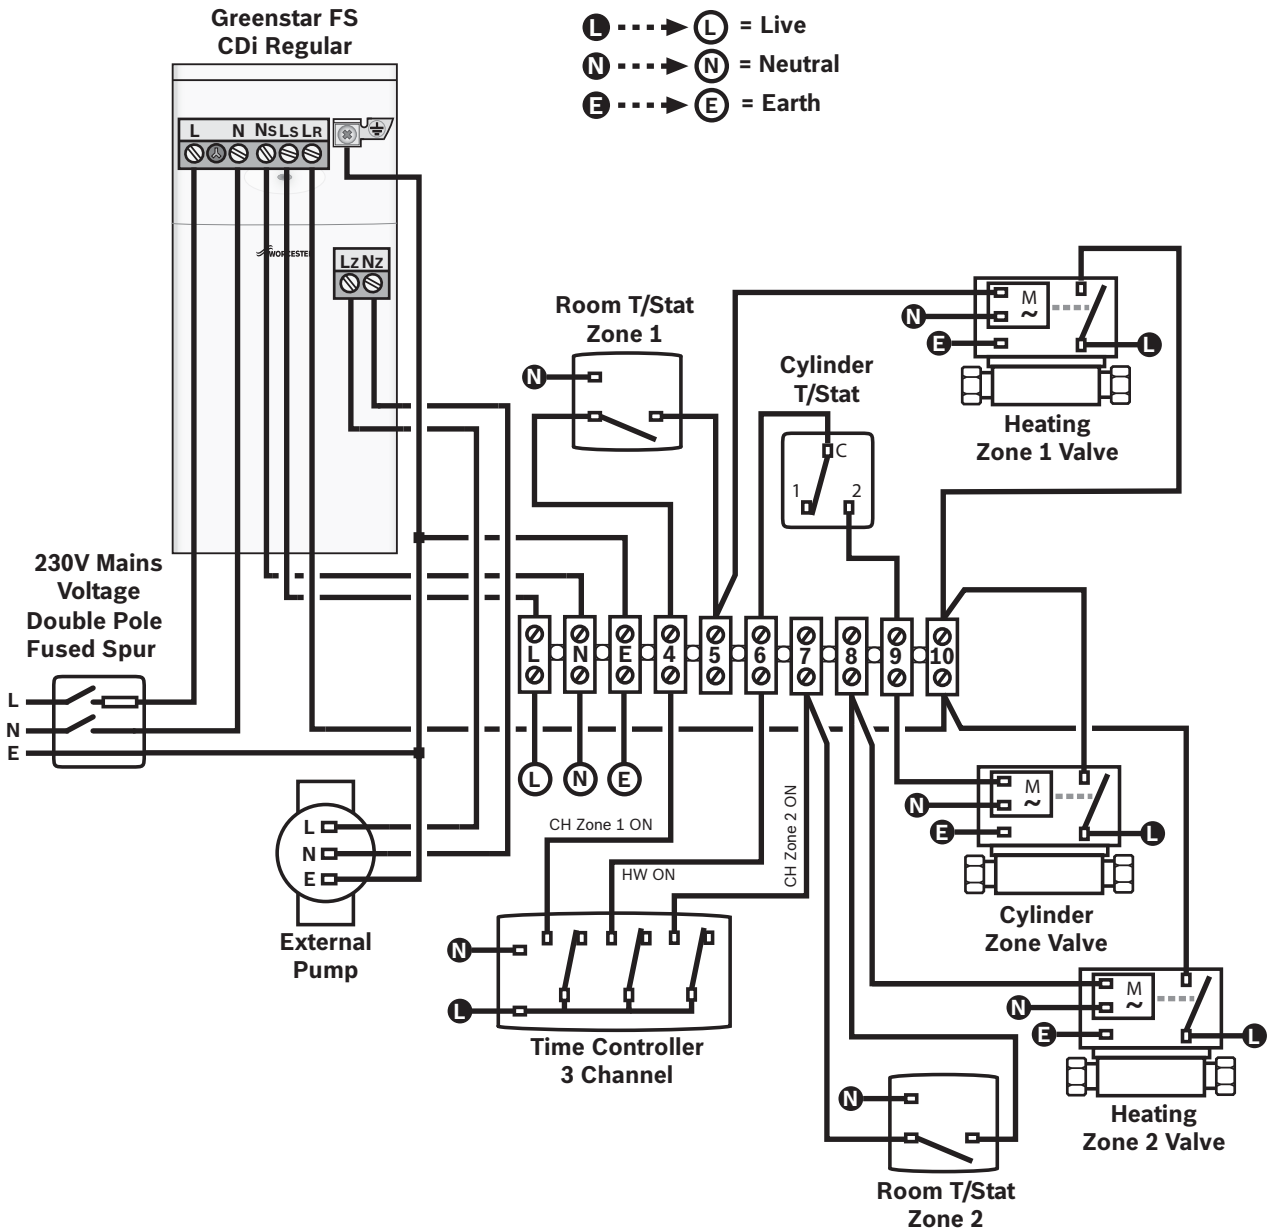 Greenstar FS
CDi Regular
L = Live
L
N = Neutral
N
E = Earth
E
L N NS LS LR
WORCESTER
LZ NZ
Room T/Stat
Zone 1
N
Cylinder
T/Stat
C
1 2
M
~
N
E
L
Heating
Zone 1 Valve
230V Mains
Voltage
Double Pole
Fused Spur
L
N
E
L N E 4 5 6 7 8 9 10
L N E
CH Zone 1 ON
HW ON
CH Zone 2 ON
L
N
E
External
Pump
N
L
Time Controller
3 Channel
M
~
N
E
L
Cylinder
Zone Valve
M
~
N
E
L
Heating
Zone 2 Valve
N
Room T/Stat
Zone 2